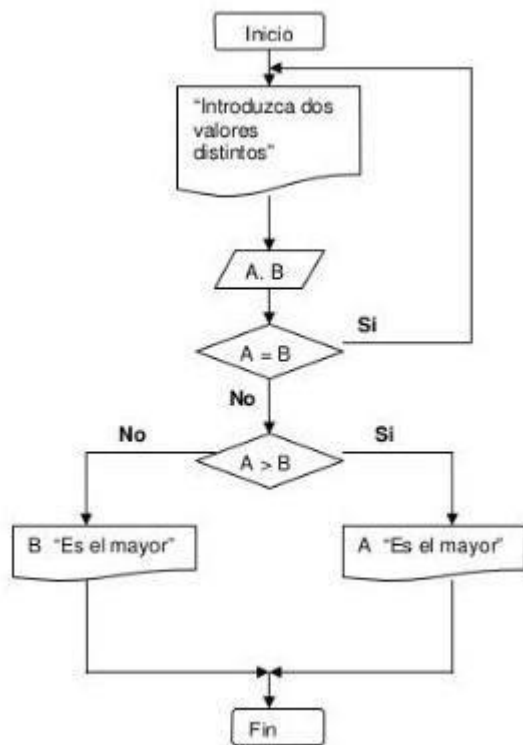 Inicio
“Introduzca dos
valores
distintos”
A. B
Si
A = B
No
No
Si
A > B
B “Es el mayor”
A “Es el mayor”
Fin